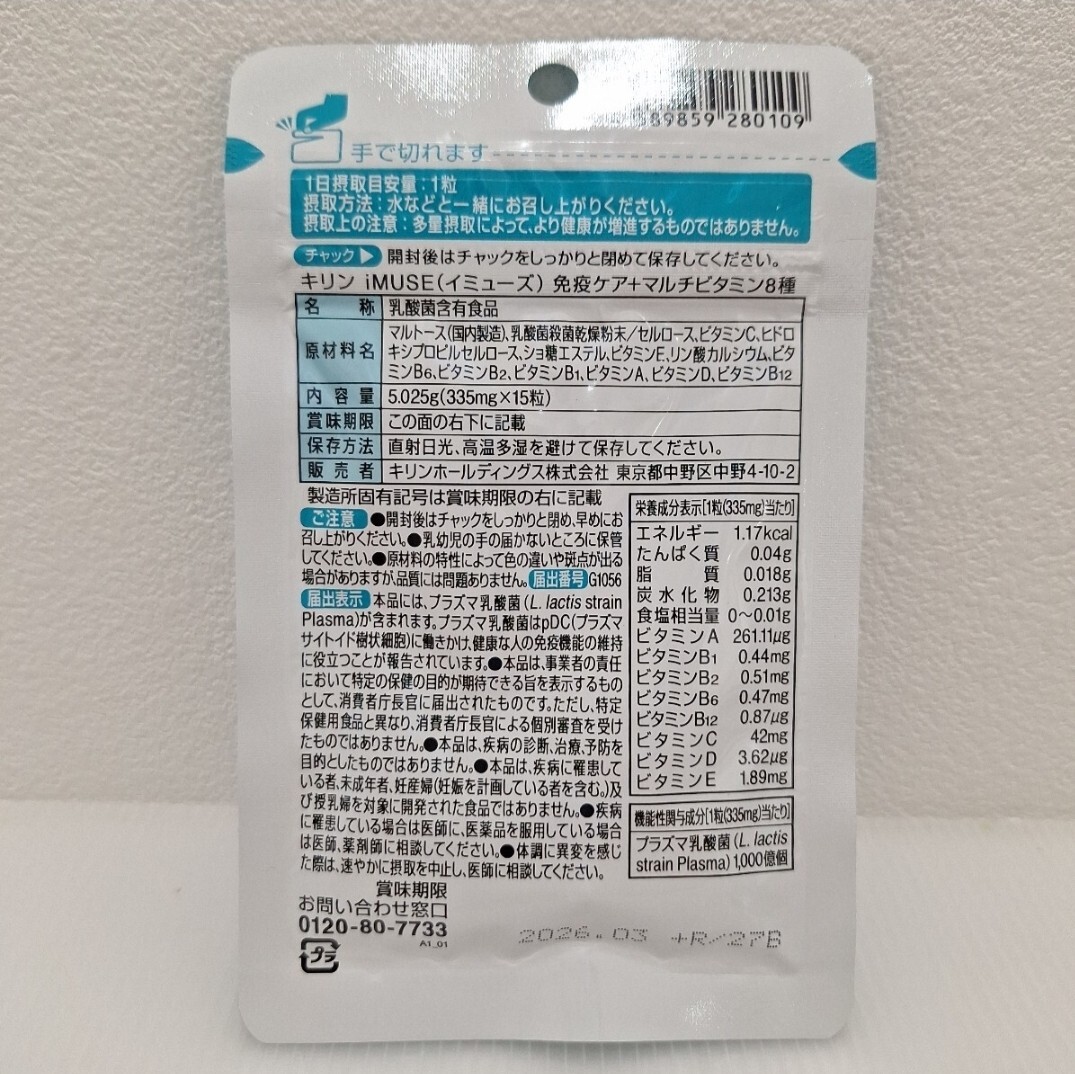 589859 280109
手で切れます
1日摂取目安量：1粒
摂取方法：水などと一緒にお召し上がりください。
摂取上の注意：多量摂取によって、より健康が増進するものではありません。
チャック 開封後はチャックをしっかりと閉めて保存してください。
キリン iMUSE（イミューズ）免疫ケア+マルチビタミン8種
名称 乳酸菌含有食品
原材料名 マルトース（国内製造）、乳酸菌殺菌乾燥粉末／セルロース、ビタミンC、ヒドロ
キシプロピルセルロース、ショ糖エステル、ビタミンE、リン酸カルシウム、ビタ
ミンB6、ビタミンB2、ビタミンB1、ビタミンA、ビタミンD、ビタミンB12
内容量 5.025g（335mg×15粒）
賞味期限 この面の右下に記載
保存方法 直射日光、高温多湿を避けて保存してください。
販売者 キリンホールディングス株式会社 東京都中野区中野4-10-2
製造所固有記号は賞味期限の右に記載
ご注意 ●開封後はチャックをしっかりと閉め、早めにお
召し上がりください。●乳幼児の手の届かないところに保管
してください。●原材料の特性によって色の違いや斑点が出る
場合がありますが、品質には問題ありません。 届出番号 G1056
届出表示 本品には、プラズマ乳酸菌（L. lactis strain
Plasma）が含まれます。プラズマ乳酸菌はpDC（プラズマ
サイトイド樹状細胞）に働きかけ、健康な人の免疫機能の維持
に役立つことが報告されています。●本品は、事業者の責任
において特定の保健の目的が期待できる旨を表示するもの
として、消費者庁長官に届出されたものです。ただし、特定
保健用食品と異なり、消費者庁長官による個別審査を受け
たものではありません。●本品は、疾病の診断、治療、予防を
目的としたものではありません。●本品は、疾病に罹患して
いる者、未成年者、妊産婦（妊娠を計画している者を含む。）及
び授乳婦を対象に開発された食品ではありません。●疾病
に罹患している場合は医師に、医薬品を服用している場合
は医師、薬剤師に相談してください。●体調に異変を感じ
た際は、速やかに摂取を中止し、医師に相談してください。
栄養成分表示［1粒（335mg）当たり］
エネルギー 1.17kcal
たんぱく質 0.04g
脂質 0.018g
炭水化物 0.213g
食塩相当量 0～0.01g
ビタミンA 261.11μg
ビタミンB1 0.44mg
ビタミンB2 0.51mg
ビタミンB6 0.47mg
ビタミンB12 0.87μg
ビタミンC 42mg
ビタミンD 3.62μg
ビタミンE 1.89mg
機能性関与成分［1粒（335mg）当たり］
プラズマ乳酸菌（L. lactis
strain Plasma）1,000億個
賞味期限
お問い合わせ窓口
0120-80-7733
A1_01
プラ
2026.03 +R/27B